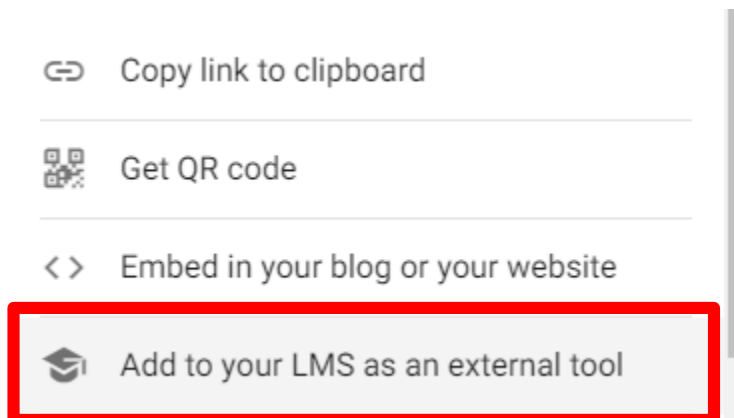 Copy link to clipboard
Get QR code
Embed in your blog or your website
Add to your LMS as an external tool